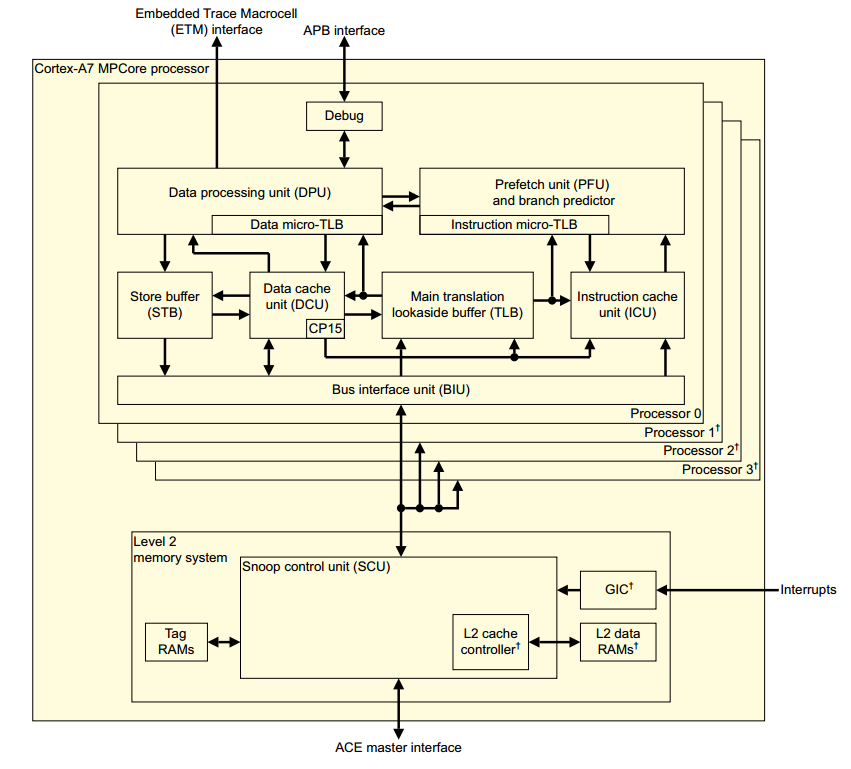 Embedded Trace Macrocell
(ETM) interface
APB interface
Cortex-A7 MPCore processor
Debug
Data processing unit (DPU)
Data micro-TLB
Prefetch unit (PFU)
and branch predictor
Instruction micro-TLB
Store buffer
(STB)
Data cache
unit (DCU)
CP15
Main translation
lookaside buffer (TLB)
Instruction cache
unit (ICU)
Bus interface unit (BIU)
Processor 0
Processor 1†
Processor 2†
Processor 3†
Level 2
memory system
Snoop control unit (SCU)
GIC†
Interrupts
Tag
RAMs
L2 cache
controller†
L2 data
RAMs†
ACE master interface